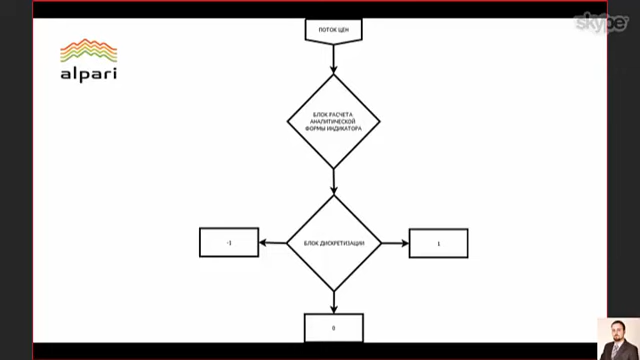 ПОТОК ЦЕН
skype
alpari
БЛОК РАСЧЕТА
АНАЛИТИЧЕСКОЙ
ФОРМЫ ИНДИКАТОРА
-1
БЛОК ДИСКРЕТИЗАЦИИ
1
0